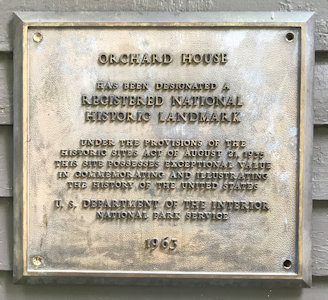 ORCHARD HOUSE
HAS BEEN DESIGNATED A
REGISTERED NATIONAL
HISTORIC LANDMARK
UNDER THE PROVISIONS OF THE
HISTORIC SITES ACT OF AUGUST 21, 1935
THIS SITE POSSESSES EXCEPTIONAL VALUE
IN COMMEMORATING AND ILLUSTRATING
THE HISTORY OF THE UNITED STATES
U. S. DEPARTMENT OF THE INTERIOR
NATIONAL PARK SERVICE
1963